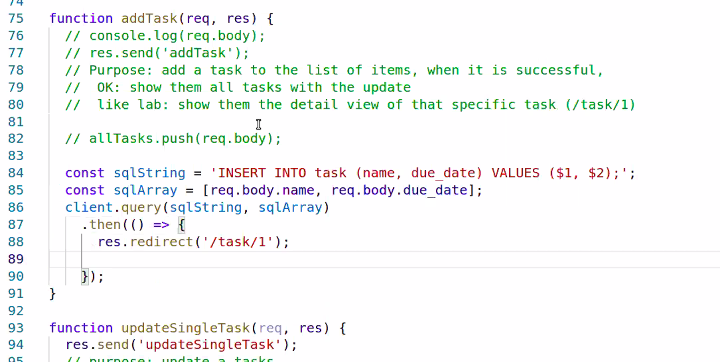 74
75 function addTask(req, res) {
76 // console.log(req.body);
77 // res.send('addTask');
78 // Purpose: add a task to the list of items, when it is successful,
79 //  OK: show them all tasks with the update
80 //  like lab: show them the detail view of that specific task (/task/1)
81
82 // allTasks.push(req.body);
83
84 const sqlString = 'INSERT INTO task (name, due_date) VALUES ($1, $2);';
85 const sqlArray = [req.body.name, req.body.due_date];
86 client.query(sqlString, sqlArray)
87 .then(() => {
88 res.redirect('/task/1');
89
90 });
91 }
92
93 function updateSingleTask(req, res) {
94 res.send('updateSingleTask');
95 // purpose: update a tasks